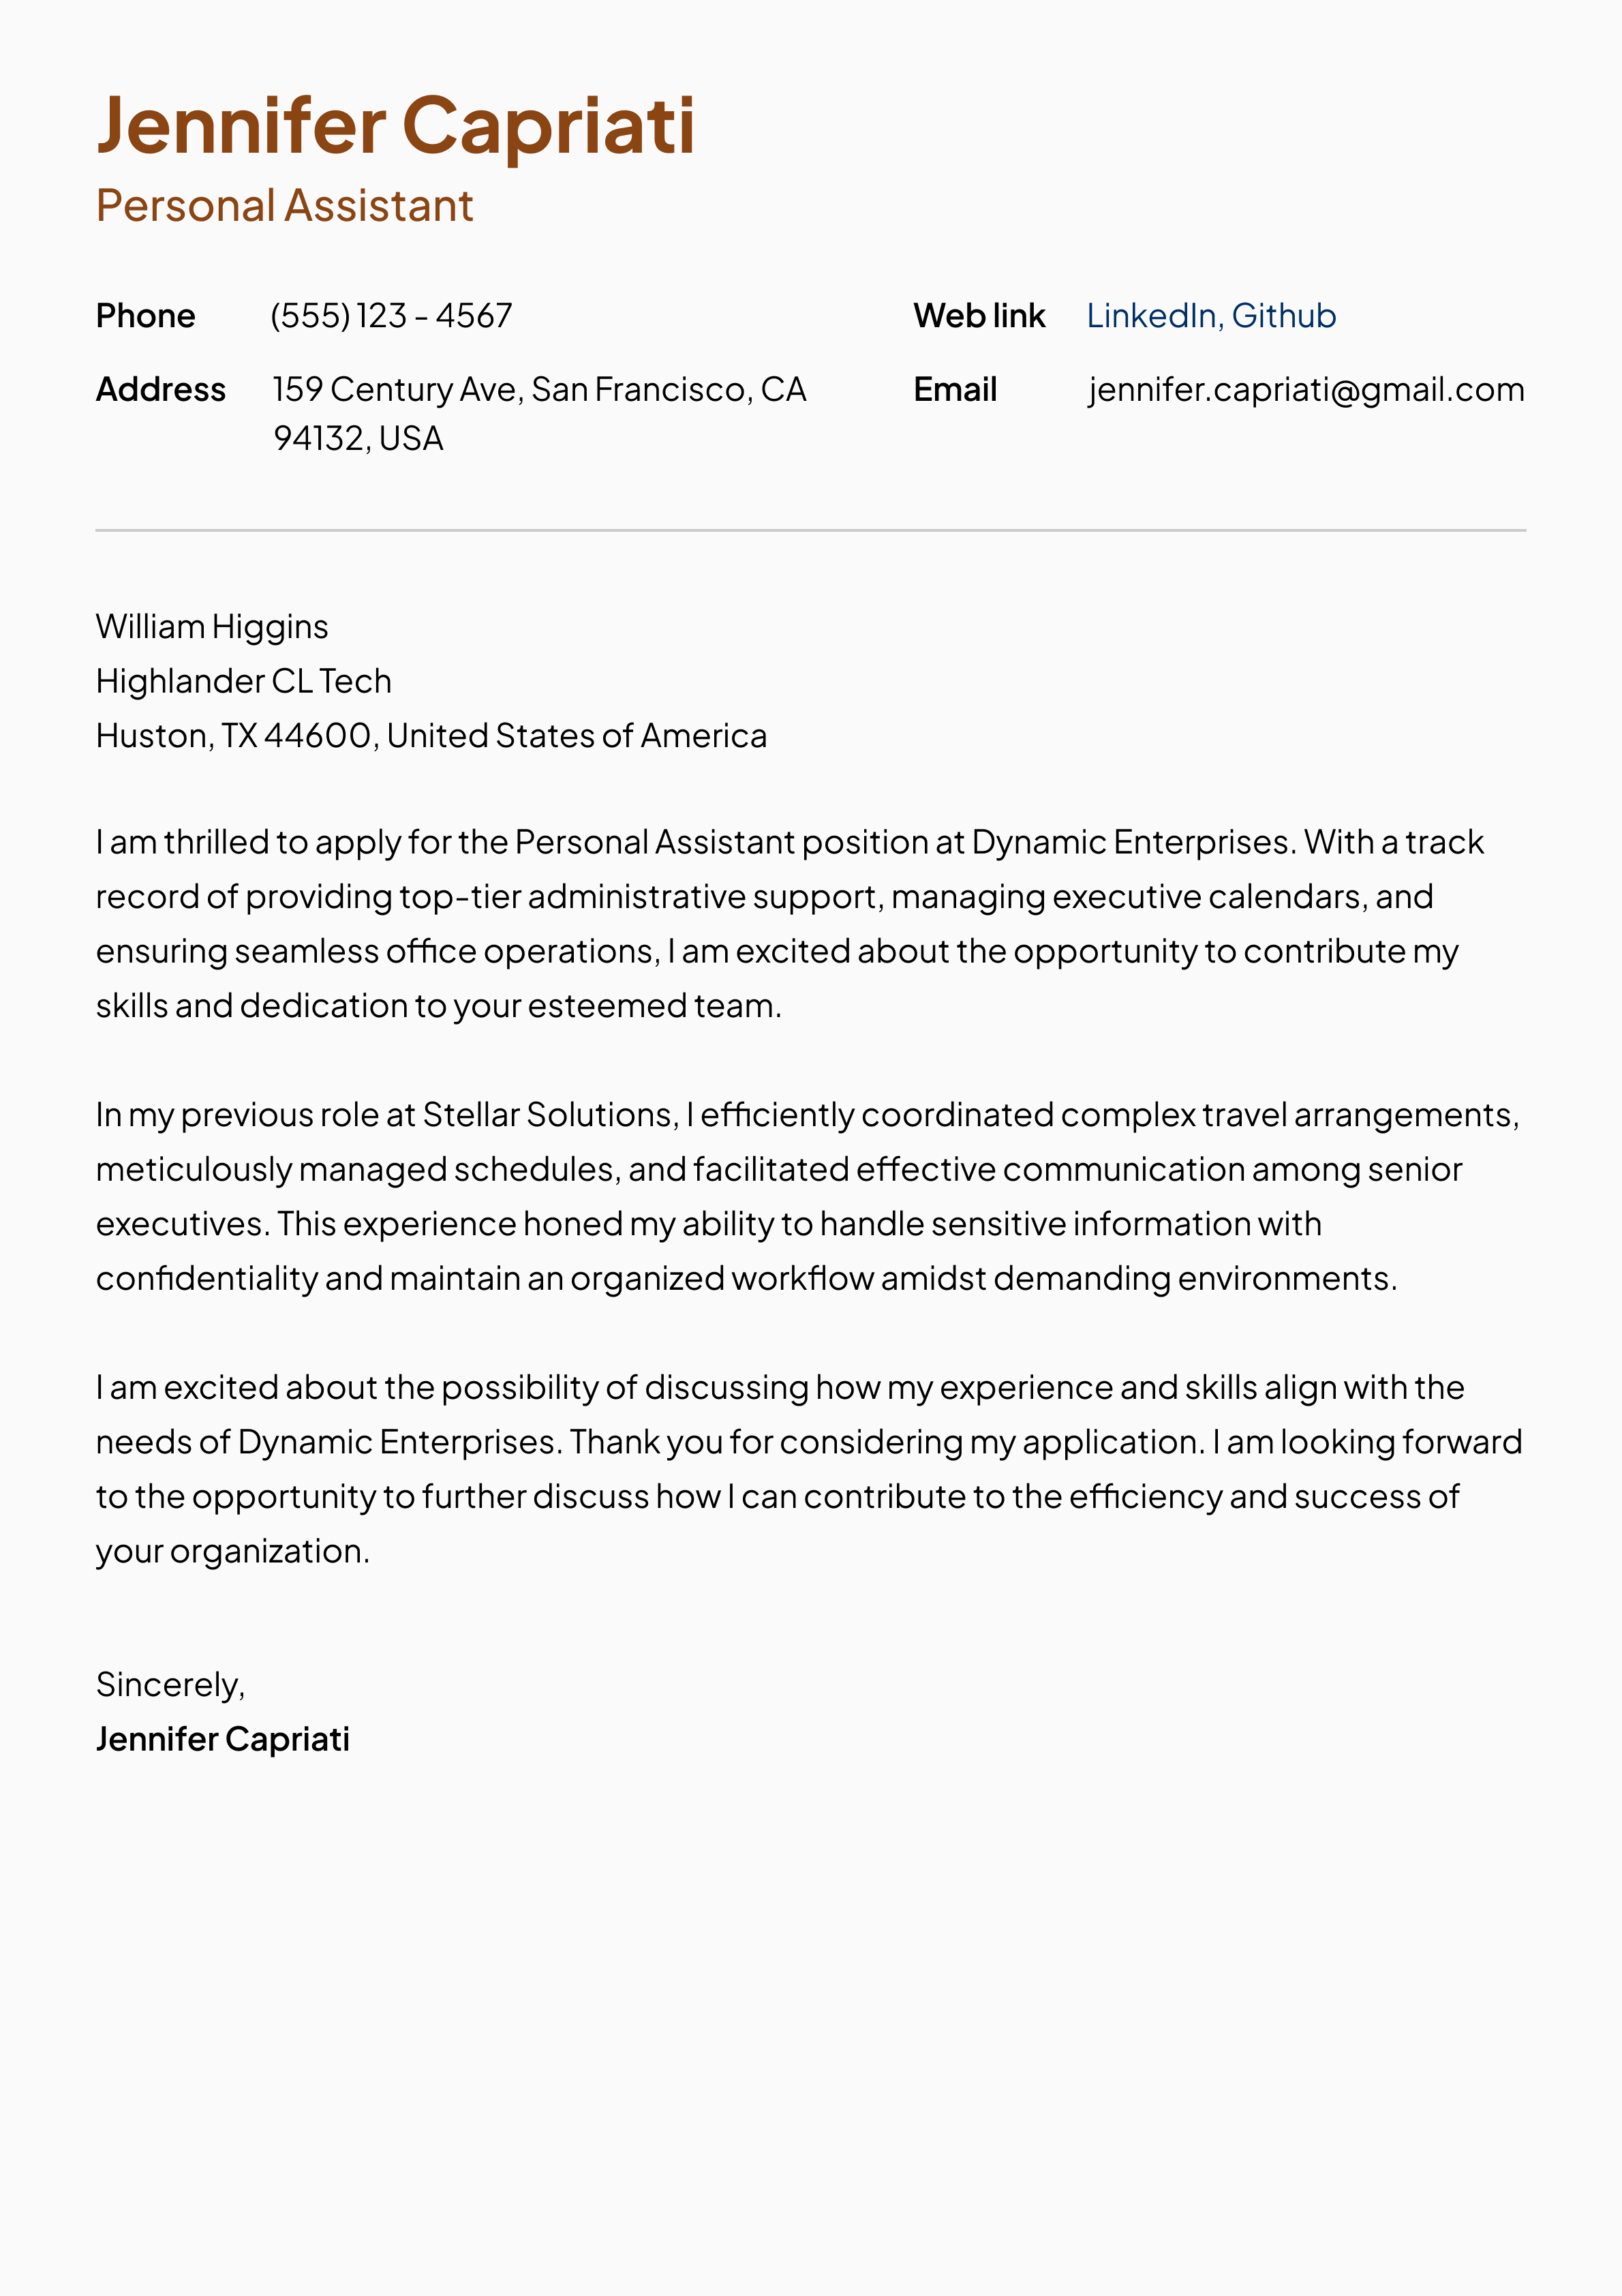 Jennifer Capriati
Personal Assistant
Phone (555) 123 - 4567 Web link LinkedIn, Github
Address 159 Century Ave, San Francisco, CA Email jennifer.capriati@gmail.com
94132, USA
William Higgins
Highlander CL Tech
Huston, TX 44600, United States of America
I am thrilled to apply for the Personal Assistant position at Dynamic Enterprises. With a track
record of providing top-tier administrative support, managing executive calendars, and
ensuring seamless office operations, I am excited about the opportunity to contribute my
skills and dedication to your esteemed team.
In my previous role at Stellar Solutions, I efficiently coordinated complex travel arrangements,
meticulously managed schedules, and facilitated effective communication among senior
executives. This experience honed my ability to handle sensitive information with
confidentiality and maintain an organized workflow amidst demanding environments.
I am excited about the possibility of discussing how my experience and skills align with the
needs of Dynamic Enterprises. Thank you for considering my application. I am looking forward
to the opportunity to further discuss how I can contribute to the efficiency and success of
your organization.
Sincerely,
Jennifer Capriati